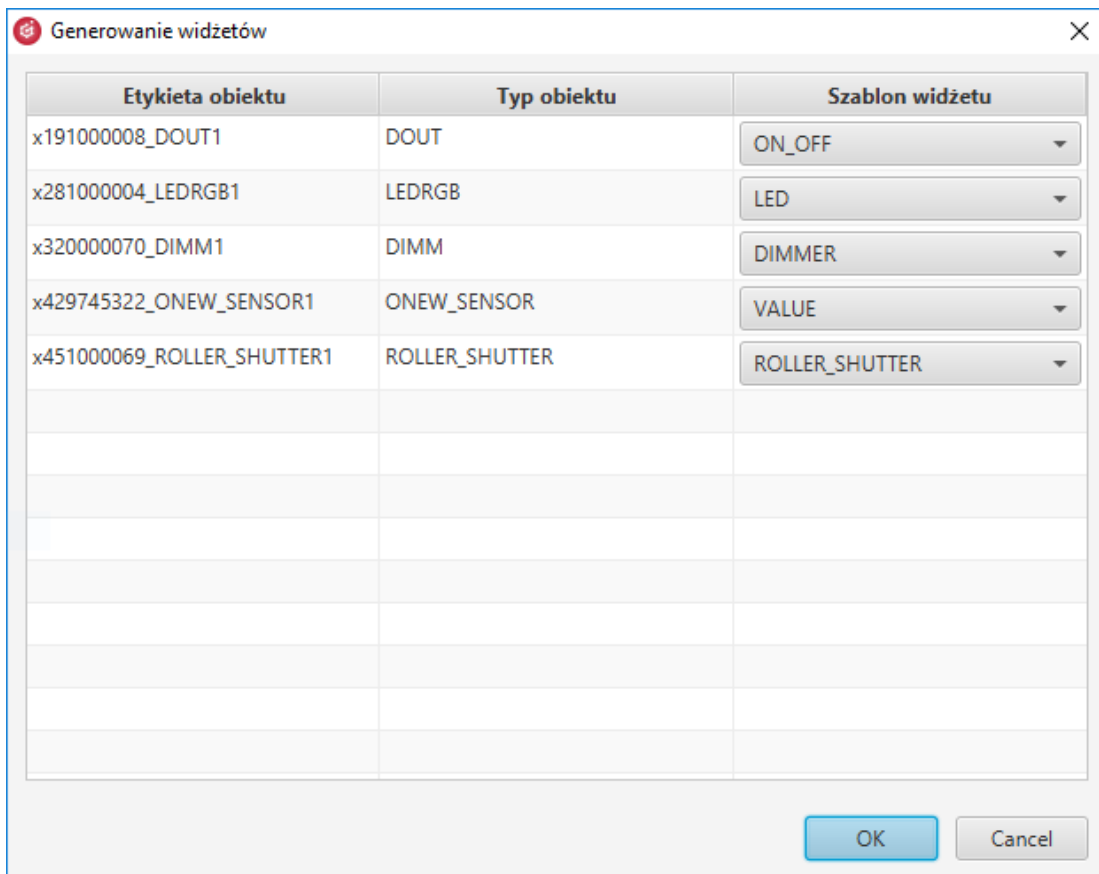 Generowanie widżetów
Etykieta obiektu Typ obiektu Szablon widżetu
x191000008_DOUT1 DOUT ON_OFF
x281000004_LEDRGB1 LEDRGB LED
x320000070_DIMM1 DIMM DIMMER
x429745322_ONEW_SENSOR1 ONEW_SENSOR VALUE
x451000069_ROLLER_SHUTTER1 ROLLER_SHUTTER ROLLER_SHUTTER
OK Cancel